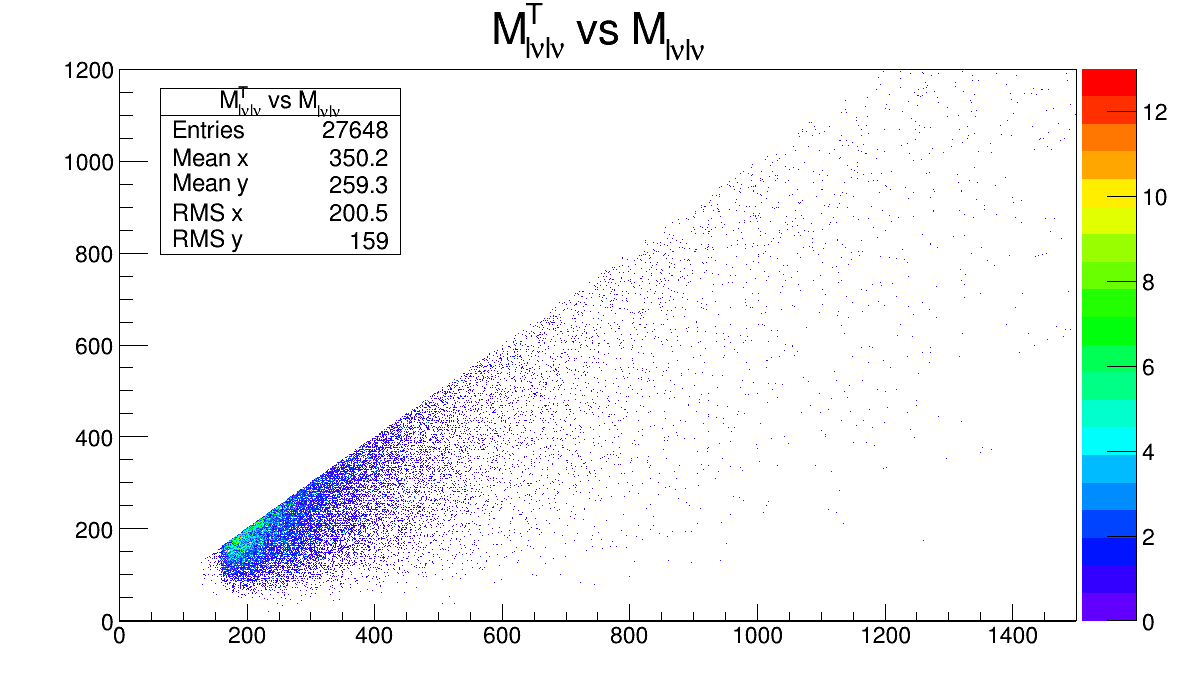 M^T_lνlν vs M_lνlν
M^T_lνlν vs M_lνlν
Entries 27648
Mean x 350.2
Mean y 259.3
RMS x 200.5
RMS y 159
1200
1000
800
600
400
200
0
0 200 400 600 800 1000 1200 1400
12
10
8
6
4
2
0